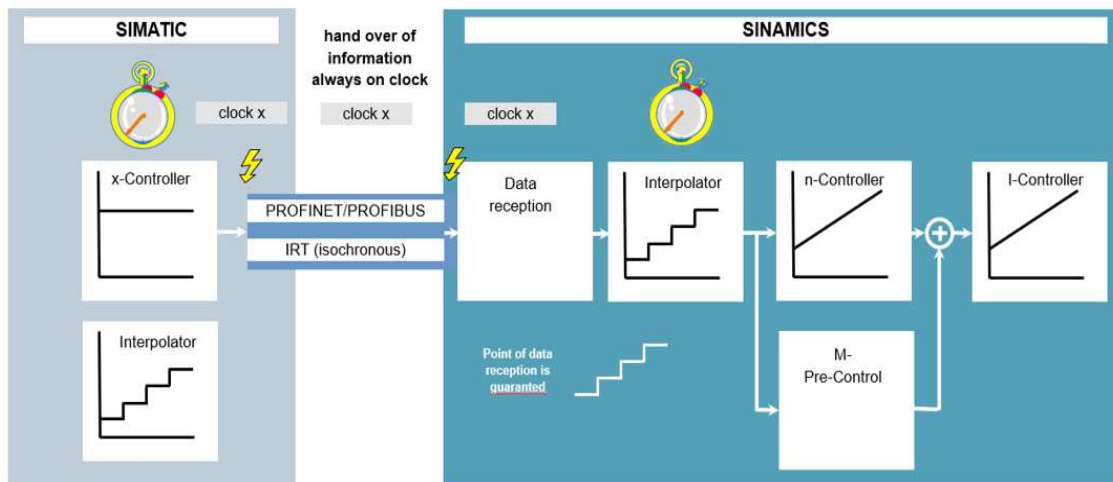 SIMATIC
hand over of
information
always on clock
SINAMICS
clock x
clock x
clock x
x-Controller
PROFINET/PROFIBUS
IRT (isochronous)
Data
reception
Interpolator
n-Controller
I-Controller
Interpolator
Point of data
reception is
guaranted
M-
Pre-Control